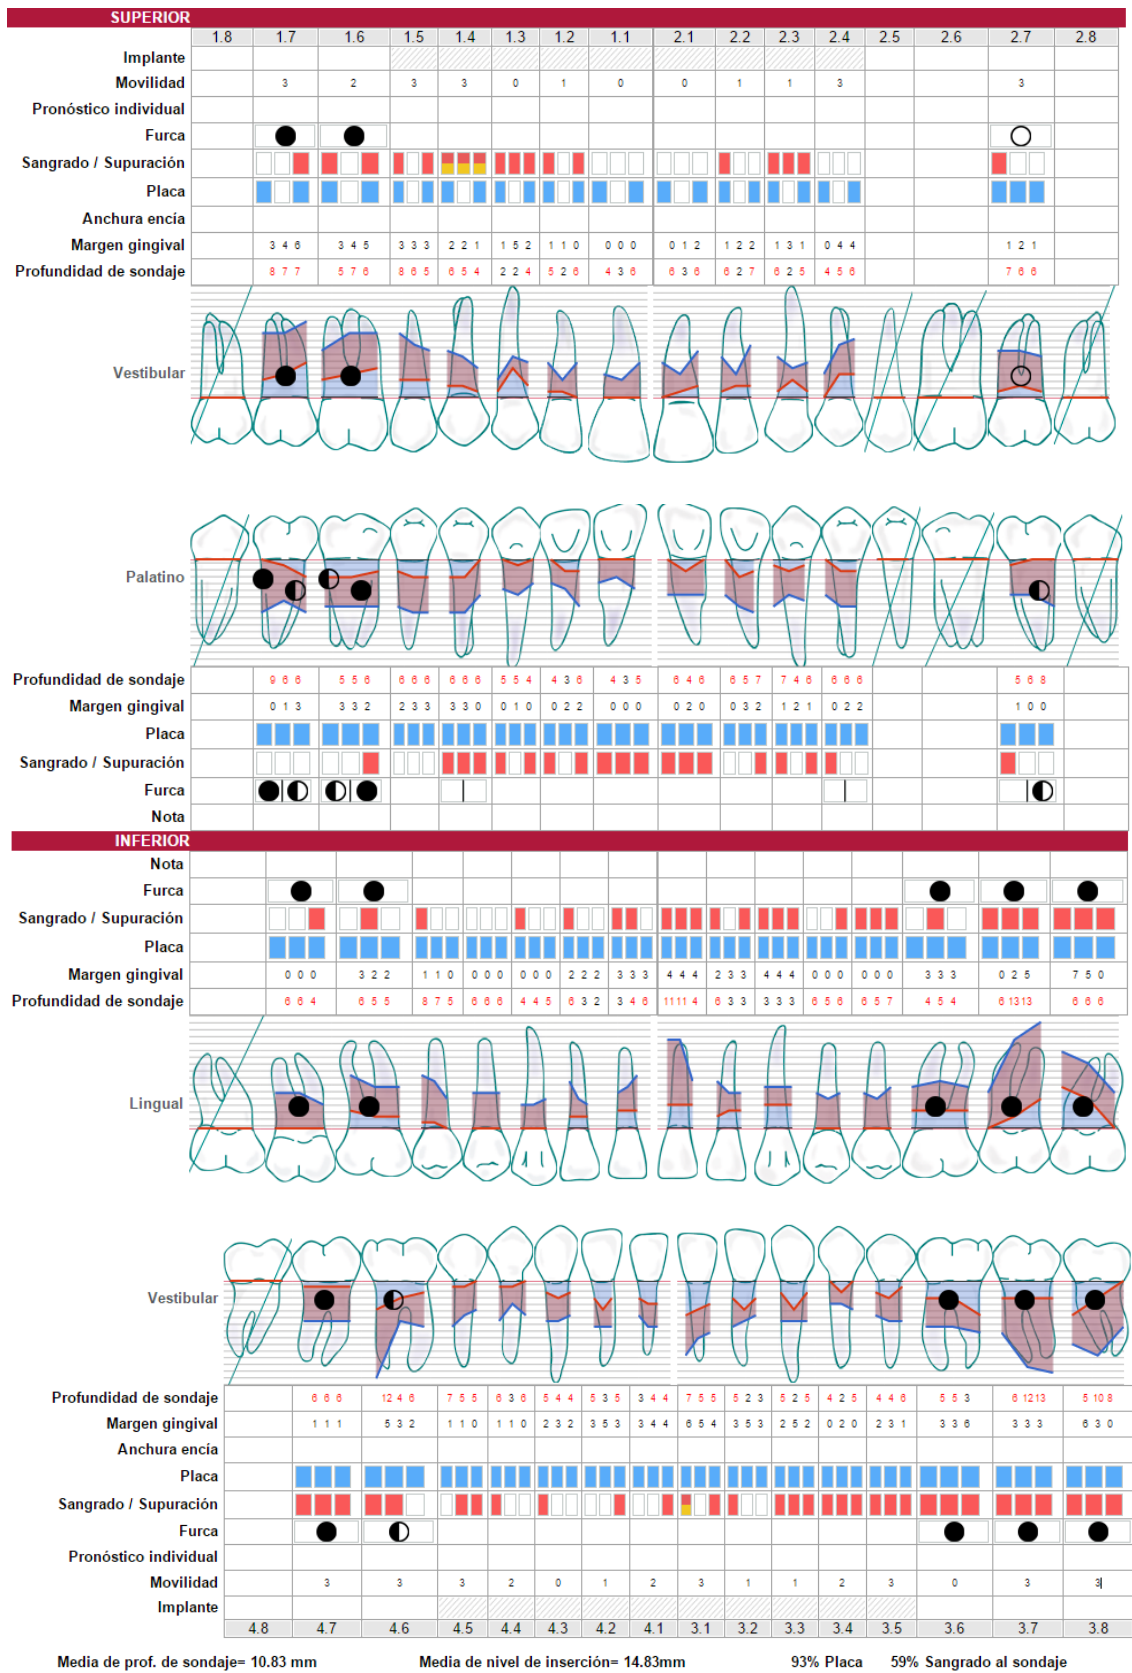 SUPERIOR
1.8 1.7 1.6 1.5 1.4 1.3 1.2 1.1 2.1 2.2 2.3 2.4 2.5 2.6 2.7 2.8
Implante
Movilidad 3 2 3 3 0 1 0 0 1 1 3 3
Pronóstico individual
Furca
Sangrado / Supuración
Placa
Anchura encía
Margen gingival 3 4 6 3 4 5 3 3 3 2 2 1 1 5 2 1 1 0 0 0 0 0 1 2 1 2 2 1 3 1 0 4 4 1 2 1
Profundidad de sondaje 8 7 7 5 7 6 8 6 5 6 5 4 2 2 4 5 2 6 4 3 6 6 3 6 6 2 7 6 2 5 4 5 6 7 6 6
Vestibular
Palatino
Profundidad de sondaje 9 6 6 5 5 6 6 6 6 6 6 6 5 5 4 4 3 6 4 3 5 6 4 6 6 5 7 7 4 6 6 6 6 5 6 8
Margen gingival 0 1 3 3 3 2 2 3 3 3 3 0 0 1 0 0 2 2 0 0 0 0 2 0 0 3 2 1 2 1 0 2 2 1 0 0
Placa
Sangrado / Supuración
Furca
Nota
INFERIOR
Nota
Furca
Sangrado / Supuración
Placa
Margen gingival 0 0 0 3 2 2 1 1 0 0 0 0 0 0 0 2 2 2 3 3 3 4 4 4 2 3 3 4 4 4 0 0 0 0 0 0 3 3 3 0 2 5 7 5 0
Profundidad de sondaje 6 6 4 6 5 5 8 7 5 6 6 6 4 4 5 6 3 2 3 4 6 11 11 4 6 3 3 3 3 3 6 5 6 6 5 7 4 5 4 6 13 13 6 6 6
Lingual
Vestibular
Profundidad de sondaje 6 6 6 12 4 6 7 5 5 6 3 6 5 4 4 5 3 5 3 4 4 7 5 5 5 2 3 5 2 5 4 2 5 4 4 6 5 5 3 6 12 13 5 10 8
Margen gingival 1 1 1 5 3 2 1 1 0 1 1 0 2 3 2 3 5 3 3 4 4 6 5 4 3 5 3 2 5 2 0 2 0 2 3 1 3 3 6 3 3 3 6 3 0
Anchura encía
Placa
Sangrado / Supuración
Furca
Pronóstico individual
Movilidad 3 3 3 2 0 1 2 3 1 1 2 3 0 3 3
Implante
4.8 4.7 4.6 4.5 4.4 4.3 4.2 4.1 3.1 3.2 3.3 3.4 3.5 3.6 3.7 3.8
Media de prof. de sondaje= 10.83 mm Media de nivel de inserción= 14.83mm 93% Placa 59% Sangrado al sondaje